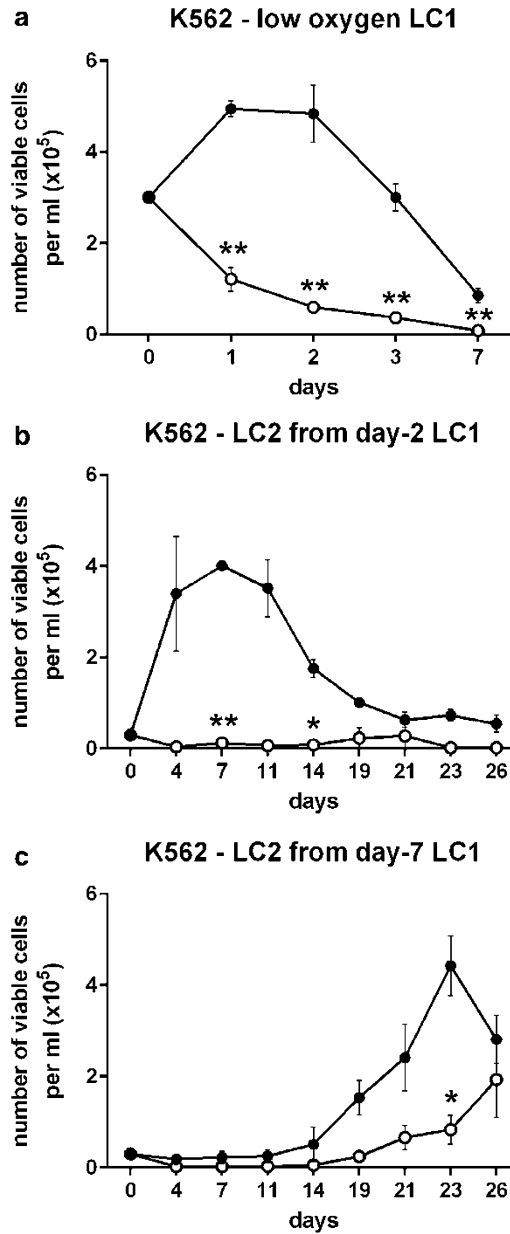 a
K562 - low oxygen LC1
number of viable cells
per ml (x10⁵)
6
4
2
0
**
**
**
**
0 1 2 3 7
days
b
K562 - LC2 from day-2 LC1
number of viable cells
per ml (x10⁵)
6
4
2
0
**
*
0 4 7 11 14 19 21 23 26
days
c
K562 - LC2 from day-7 LC1
number of viable cells
per ml (x10⁵)
6
4
2
0
*
0 4 7 11 14 19 21 23 26
days